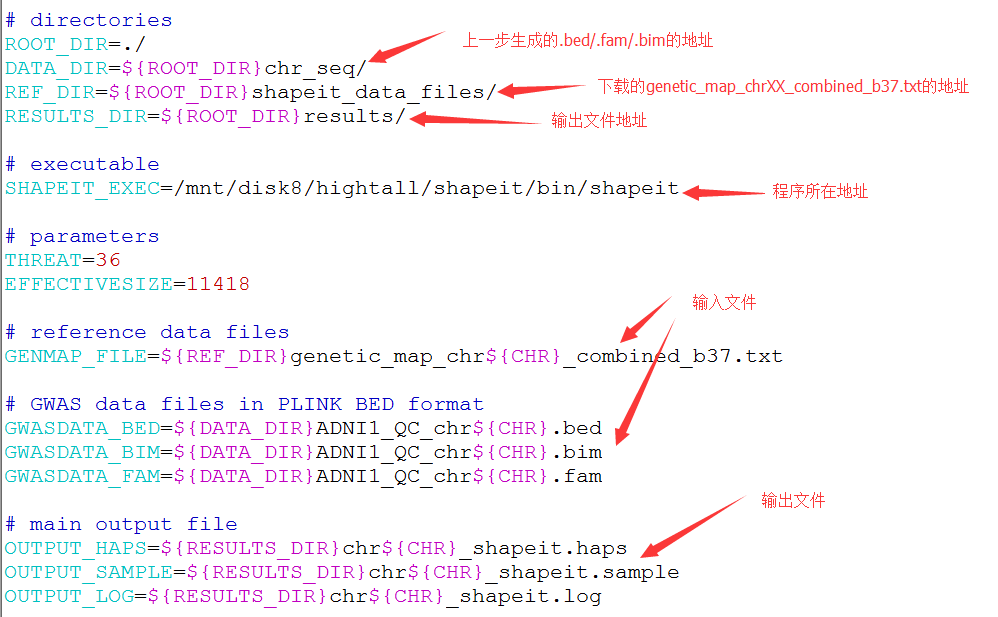 # directories
ROOT_DIR=./
上一步生成的.bed/.fam/.bim的地址
DATA_DIR=${ROOT_DIR}chr_seq/
REF_DIR=${ROOT_DIR}shapeit_data_files/
下载的genetic_map_chrXX_combined_b37.txt的地址
RESULTS_DIR=${ROOT_DIR}results/
输出文件地址
# executable
SHAPEIT_EXEC=/mnt/disk8/hightall/shapeit/bin/shapeit
程序所在地址
# parameters
THREAT=36
EFFECTIVESIZE=11418
输入文件
# reference data files
GENMAP_FILE=${REF_DIR}genetic_map_chr${CHR}_combined_b37.txt
# GWAS data files in PLINK BED format
GWASDATA_BED=${DATA_DIR}ADNI1_QC_chr${CHR}.bed
GWASDATA_BIM=${DATA_DIR}ADNI1_QC_chr${CHR}.bim
GWASDATA_FAM=${DATA_DIR}ADNI1_QC_chr${CHR}.fam
输出文件
# main output file
OUTPUT_HAPS=${RESULTS_DIR}chr${CHR}_shapeit.haps
OUTPUT_SAMPLE=${RESULTS_DIR}chr${CHR}_shapeit.sample
OUTPUT_LOG=${RESULTS_DIR}chr${CHR}_shapeit.log